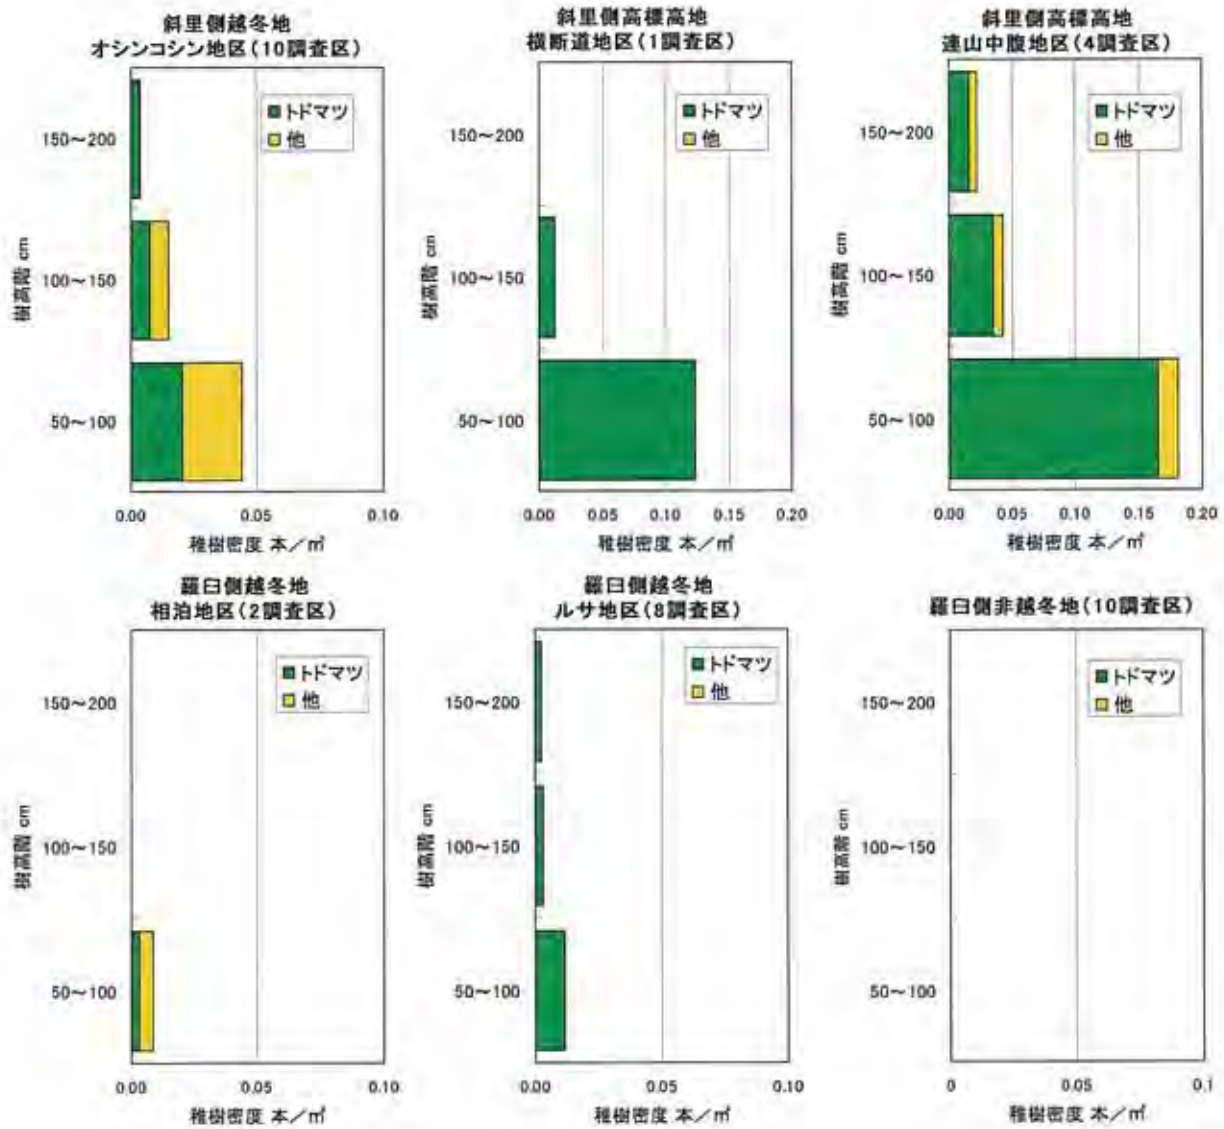 斜里側越冬地
オシンコシン地区(10調査区)
トドマツ
他
150～200
100～150
50～100
樹高階 cm
0.00 0.05 0.10
稚樹密度 本／㎡
斜里側高標高地
横断道地区(1調査区)
トドマツ
他
150～200
100～150
50～100
樹高階 cm
0.00 0.05 0.10 0.15 0.20
稚樹密度 本／㎡
斜里側高標高地
連山中腹地区(4調査区)
トドマツ
他
150～200
100～150
50～100
樹高階 cm
0.00 0.05 0.10 0.15 0.20
稚樹密度 本／㎡
羅臼側越冬地
相泊地区(2調査区)
トドマツ
他
150～200
100～150
50～100
樹高階 cm
0.00 0.05 0.10
稚樹密度 本／㎡
羅臼側越冬地
ルサ地区(8調査区)
トドマツ
他
150～200
100～150
50～100
樹高階 cm
0.00 0.05 0.10
稚樹密度 本／㎡
羅臼側非越冬地(10調査区)
トドマツ
他
150～200
100～150
50～100
樹高階 cm
0 0.05 0.1
稚樹密度 本／㎡